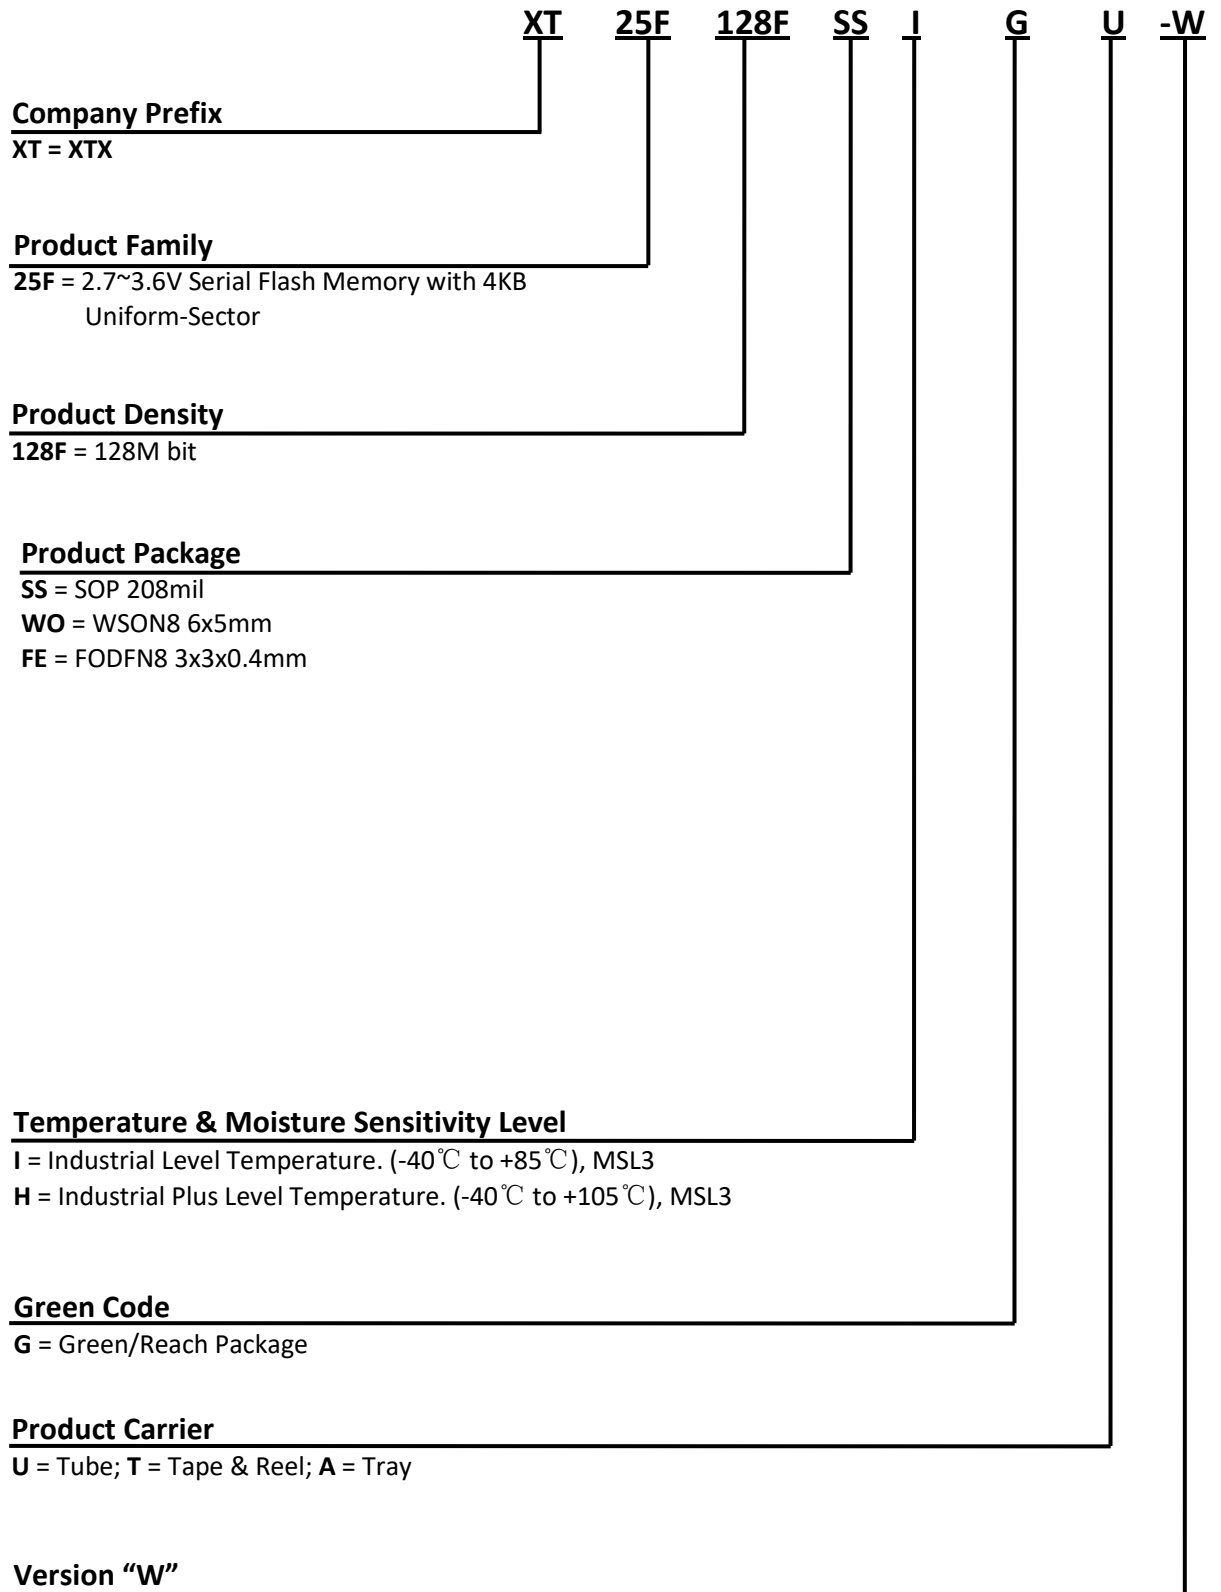 XT 25F 128F SS I G U -W
Company Prefix
XT = XTX
Product Family
25F = 2.7~3.6V Serial Flash Memory with 4KB
Uniform-Sector
Product Density
128F = 128M bit
Product Package
SS = SOP 208mil
WO = WSON8 6x5mm
FE = FODFN8 3x3x0.4mm
Temperature & Moisture Sensitivity Level
I = Industrial Level Temperature. (-40℃ to +85℃), MSL3
H = Industrial Plus Level Temperature. (-40℃ to +105℃), MSL3
Green Code
G = Green/Reach Package
Product Carrier
U = Tube; T = Tape & Reel; A = Tray
Version “W”